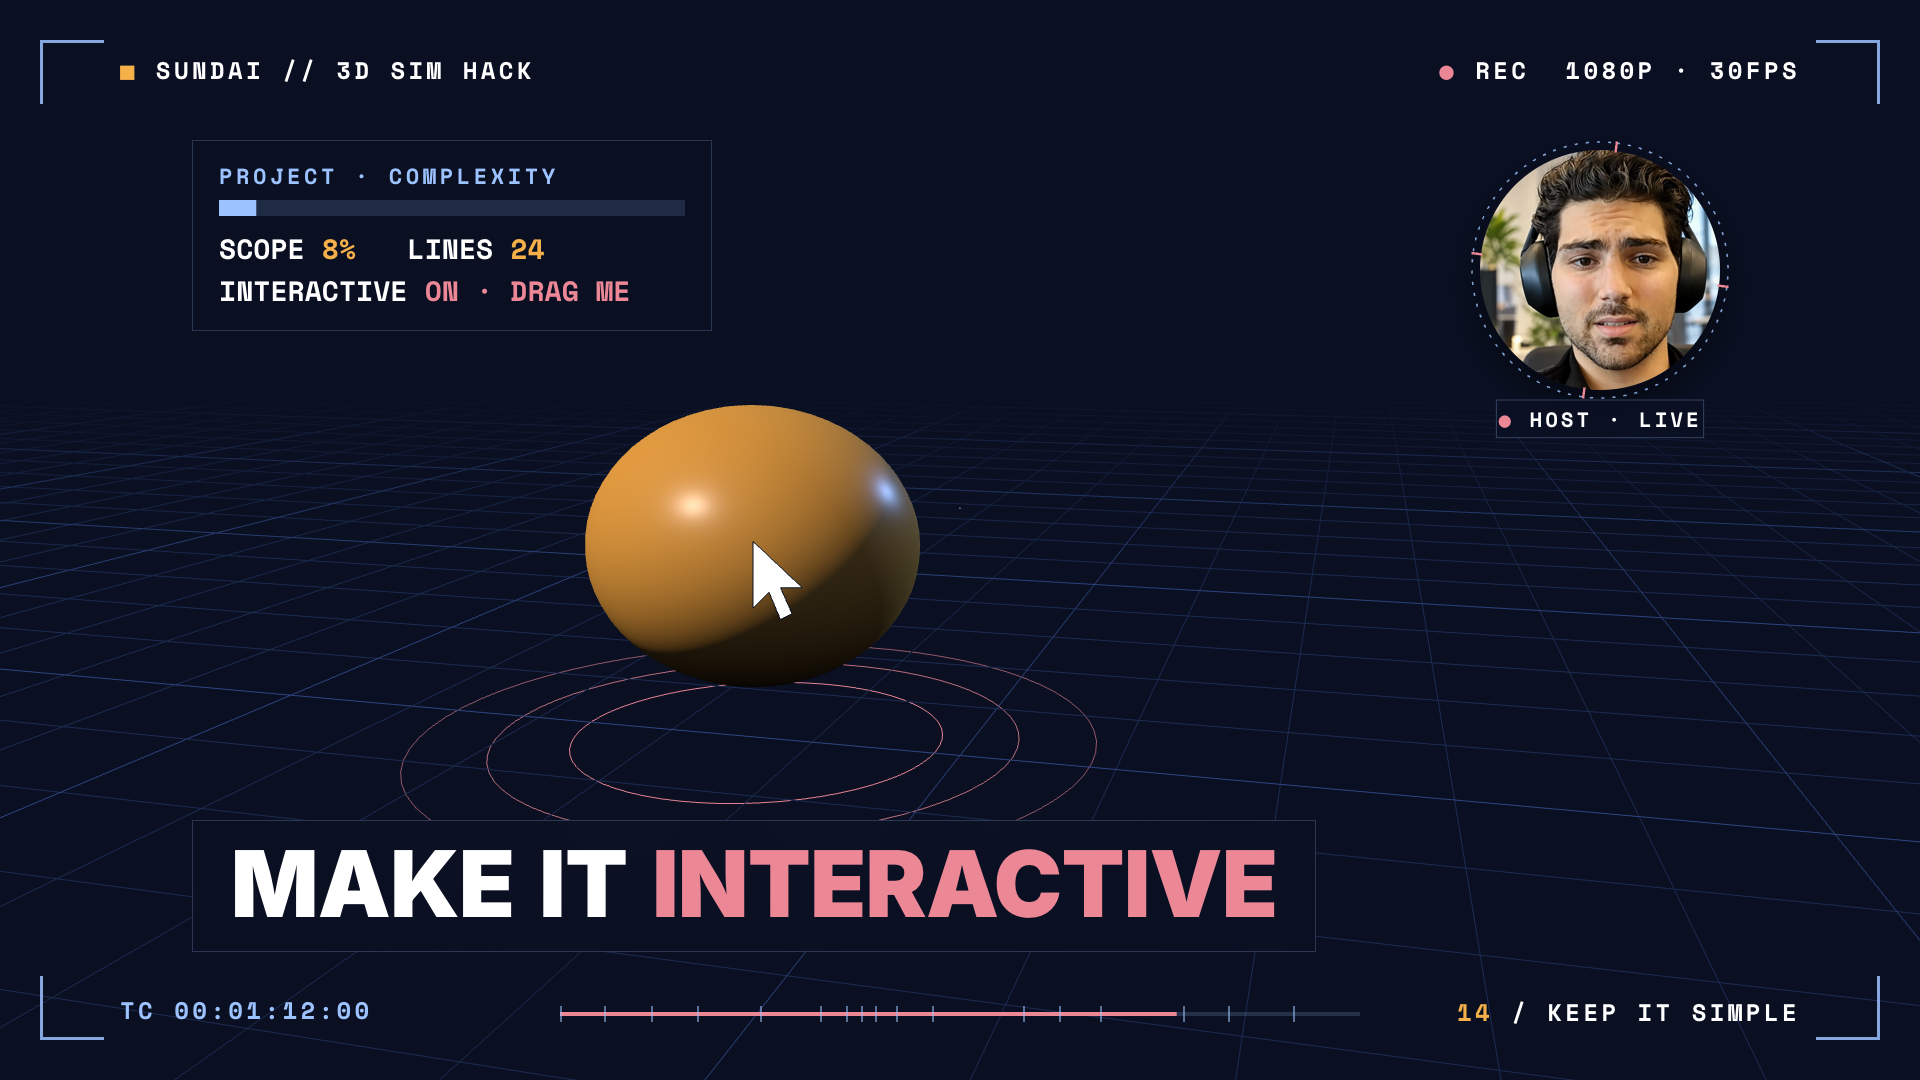 SUNDAI // 3D SIM HACK
REC 1080P · 30FPS
PROJECT · COMPLEXITY
SCOPE 8% LINES 24
INTERACTIVE ON · DRAG ME
HOST · LIVE
MAKE IT INTERACTIVE
TC 00:01:12:00
14 / KEEP IT SIMPLE